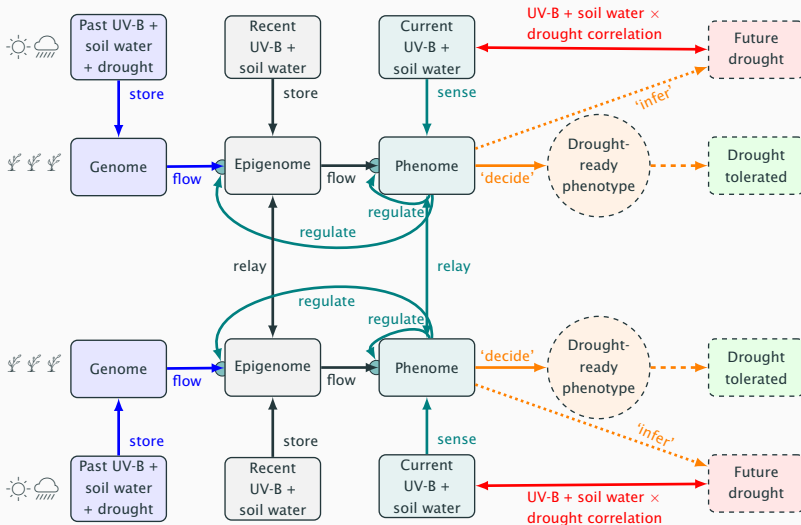 Past UV-B +
soil water
+ drought
Recent
UV-B +
soil water
Current
UV-B +
soil water
UV-B + soil water ×
drought correlation
Future
drought
store
store
sense
'infer'
Genome
flow
Epigenome
flow
Phenome
'decide'
Drought-
ready
phenotype
Drought
tolerated
regulate
regulate
relay
relay
regulate
regulate
Genome
flow
Epigenome
flow
Phenome
'decide'
Drought-
ready
phenotype
Drought
tolerated
store
store
sense
'infer'
Past UV-B +
soil water
+ drought
Recent
UV-B +
soil water
Current
UV-B +
soil water
UV-B + soil water ×
drought correlation
Future
drought